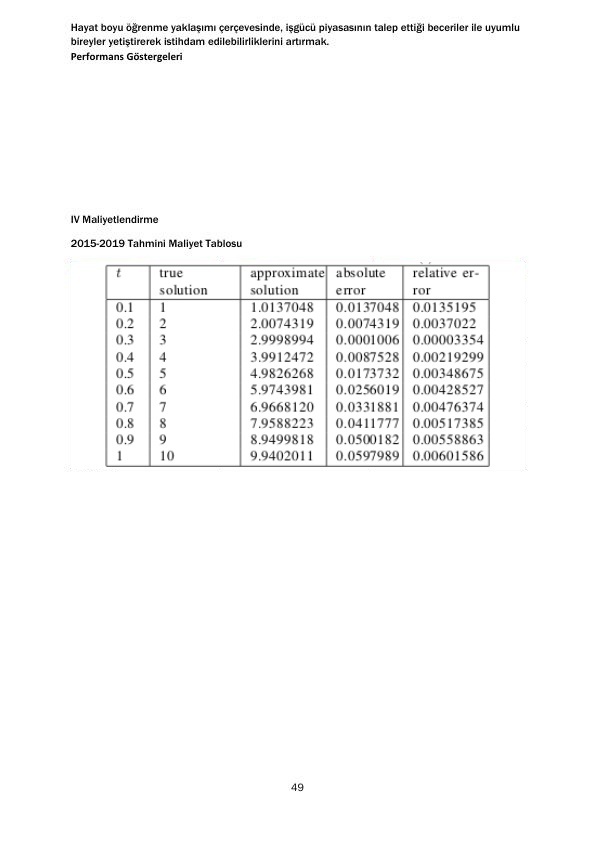 Hayat boyu öğrenme yaklaşımı çerçevesinde, işgücü piyasasının talep ettiği beceriler ile uyumlu
bireyler yetiştirerek istihdam edilebilirliklerini artırmak.
Performans Göstergeleri
IV Maliyetlendirme
2015-2019 Tahmini Maliyet Tablosu
t true approximate absolute relative er-
solution solution error ror
0.1 1 1.0137048 0.0137048 0.0135195
0.2 2 2.0074319 0.0074319 0.0037022
0.3 3 2.9998994 0.0001006 0.00003354
0.4 4 3.9912472 0.0087528 0.00219299
0.5 5 4.9826268 0.0173732 0.00348675
0.6 6 5.9743981 0.0256019 0.00428527
0.7 7 6.9668120 0.0331881 0.00476374
0.8 8 7.9588223 0.0411777 0.00517385
0.9 9 8.9499818 0.0500182 0.00558863
1 10 9.9402011 0.0597989 0.00601586
49